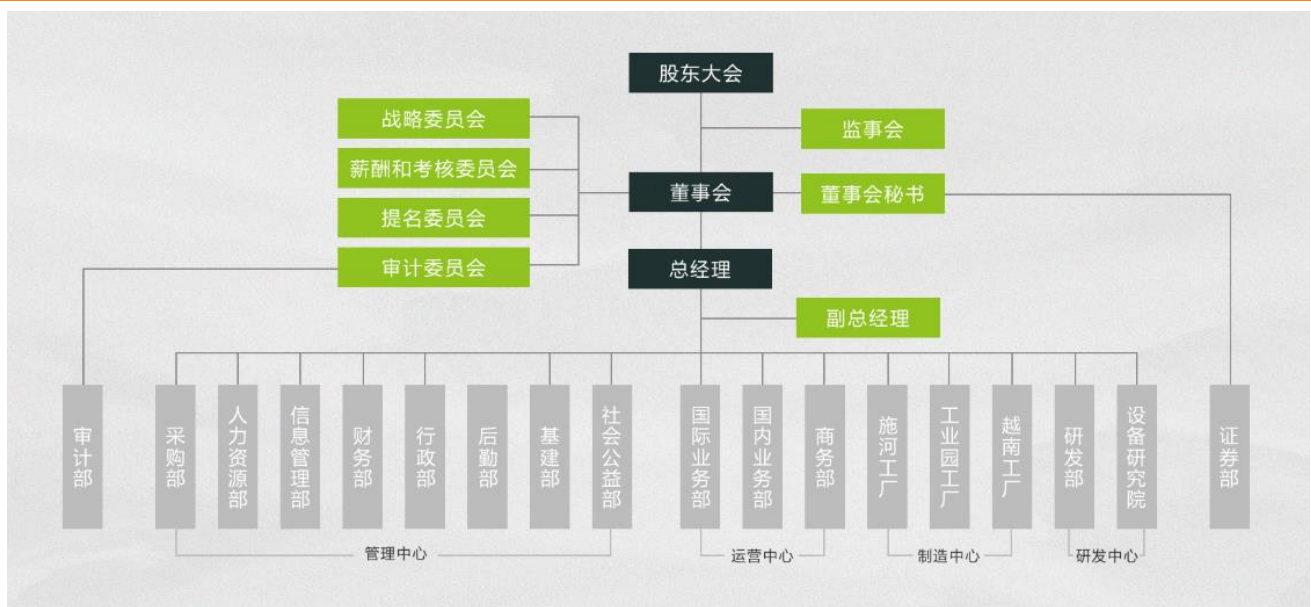 股东大会
战略委员会
监事会
薪酬和考核委员会
董事会
董事会秘书
提名委员会
审计委员会
总经理
副总经理
审计部
采购部
人力资源部
信息管理部
财务部
行政部
后勤部
基建部
社会公益部
国际业务部
国内业务部
商务部
施河工厂
工业园工厂
越南工厂
研发部
设备研究院
证券部
管理中心
运营中心
制造中心
研发中心